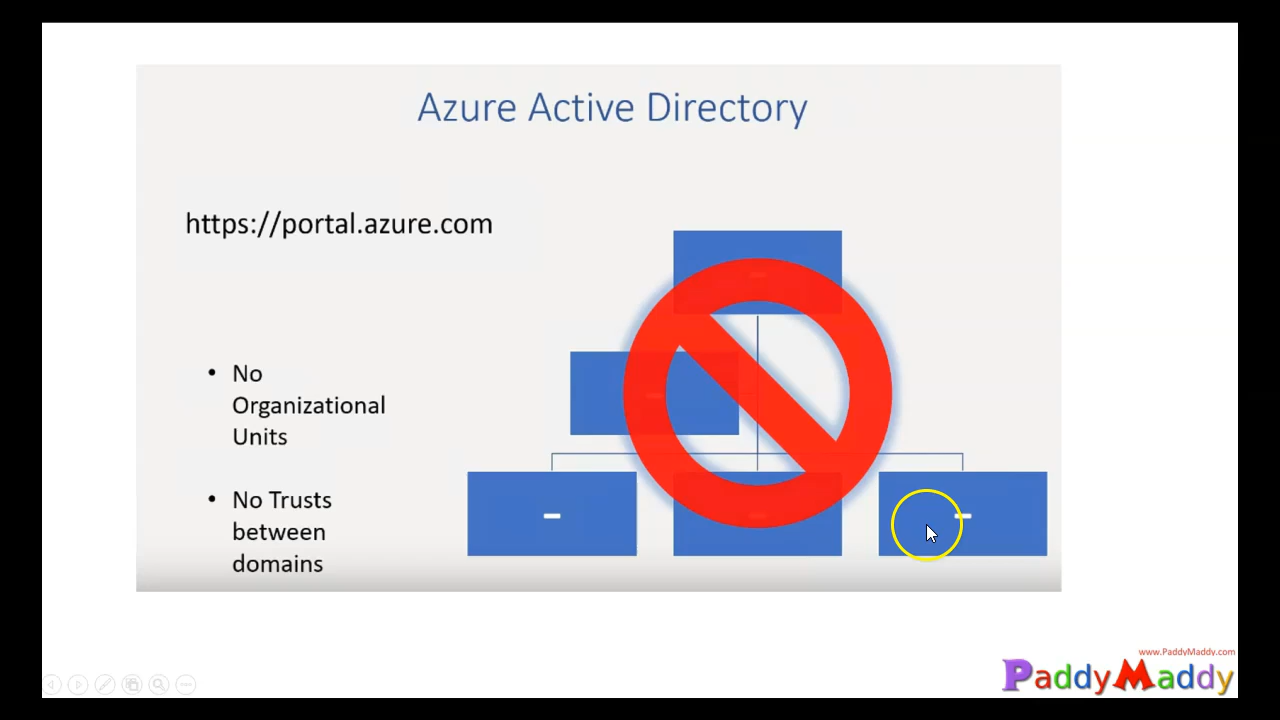 Azure Active Directory
https://portal.azure.com
• No
Organizational
Units
• No Trusts
between
domains
–
–
–
–
–
www.PaddyMaddy.com
PaddyMaddy